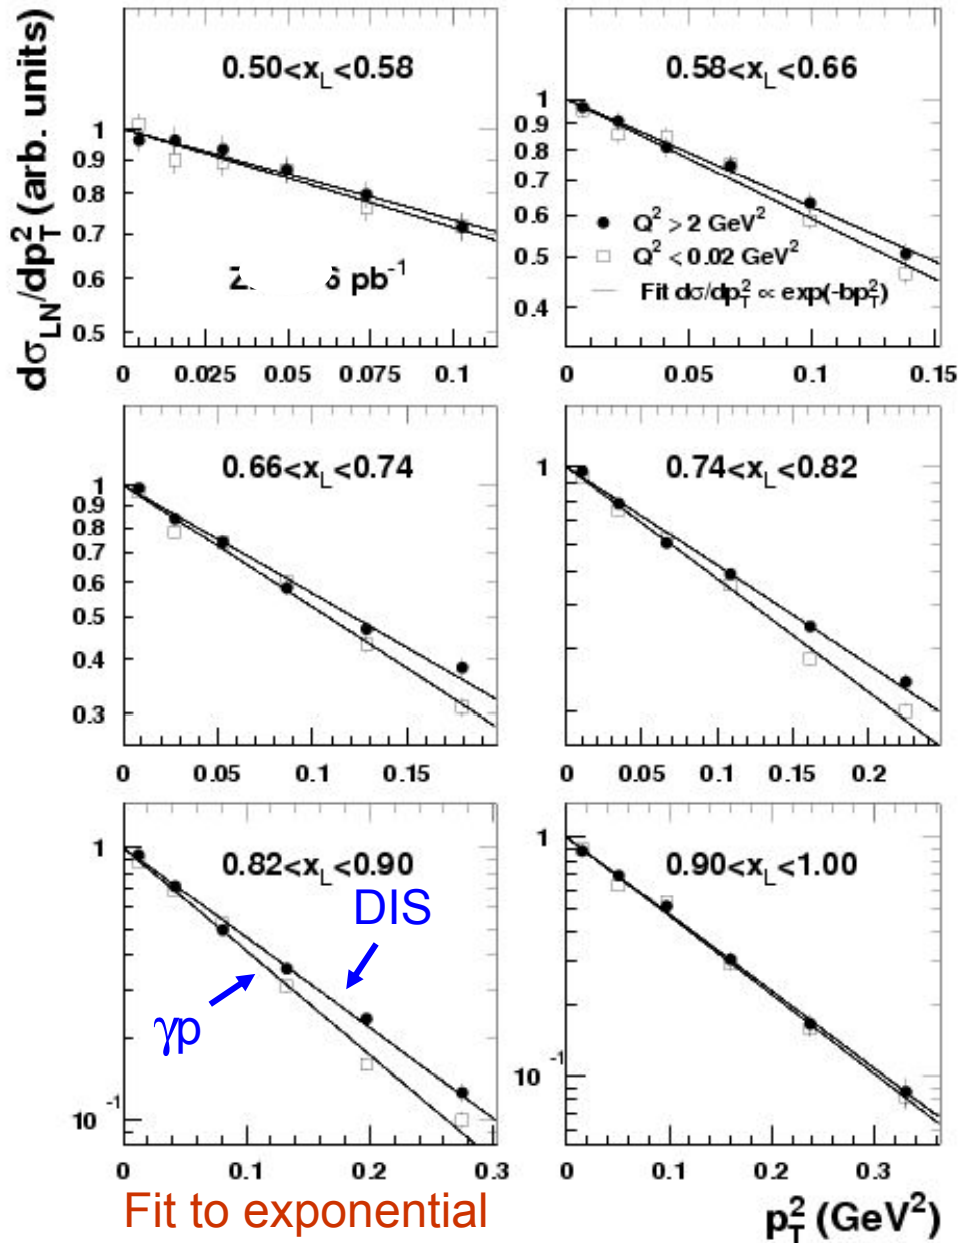 dσ_LN/dp_T^2 (arb. units)
0.50<x_L<0.58
1
0.9
0.8
0.7
0.6
0.5
0 0.025 0.05 0.075 0.1
pb^-1
0.58<x_L<0.66
1
0.9
0.8
0.7
0.6
0.5
0.4
0 0.05 0.1 0.15
Q^2 > 2 GeV^2
Q^2 < 0.02 GeV^2
Fit dσ/dp_T^2 ∝ exp(-bp_T^2)
0.66<x_L<0.74
1
0.9
0.8
0.7
0.6
0.5
0.4
0.3
0 0.05 0.1 0.15
0.74<x_L<0.82
1
0 0.05 0.1 0.15 0.2
0.82<x_L<0.90
1
10^-1
DIS
γp
0 0.1 0.2 0.3
0.90<x_L<1.00
1
10^-1
0 0.1 0.2 0.3
Fit to exponential
p_T^2 (GeV^2)